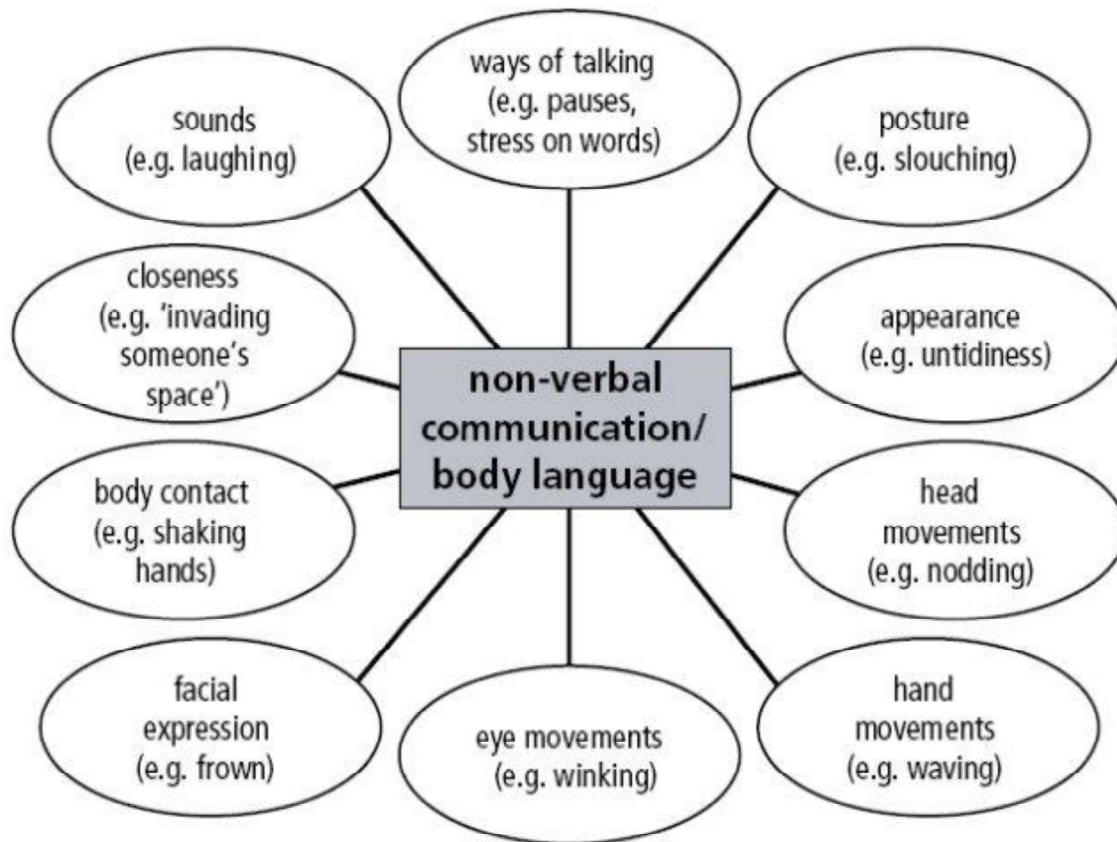 ways of talking
(e.g. pauses,
stress on words)
sounds
(e.g. laughing)
posture
(e.g. slouching)
closeness
(e.g. ‘invading
someone’s
space’)
appearance
(e.g. untidiness)
non-verbal
communication/
body language
body contact
(e.g. shaking
hands)
head
movements
(e.g. nodding)
facial
expression
(e.g. frown)
eye movements
(e.g. winking)
hand
movements
(e.g. waving)